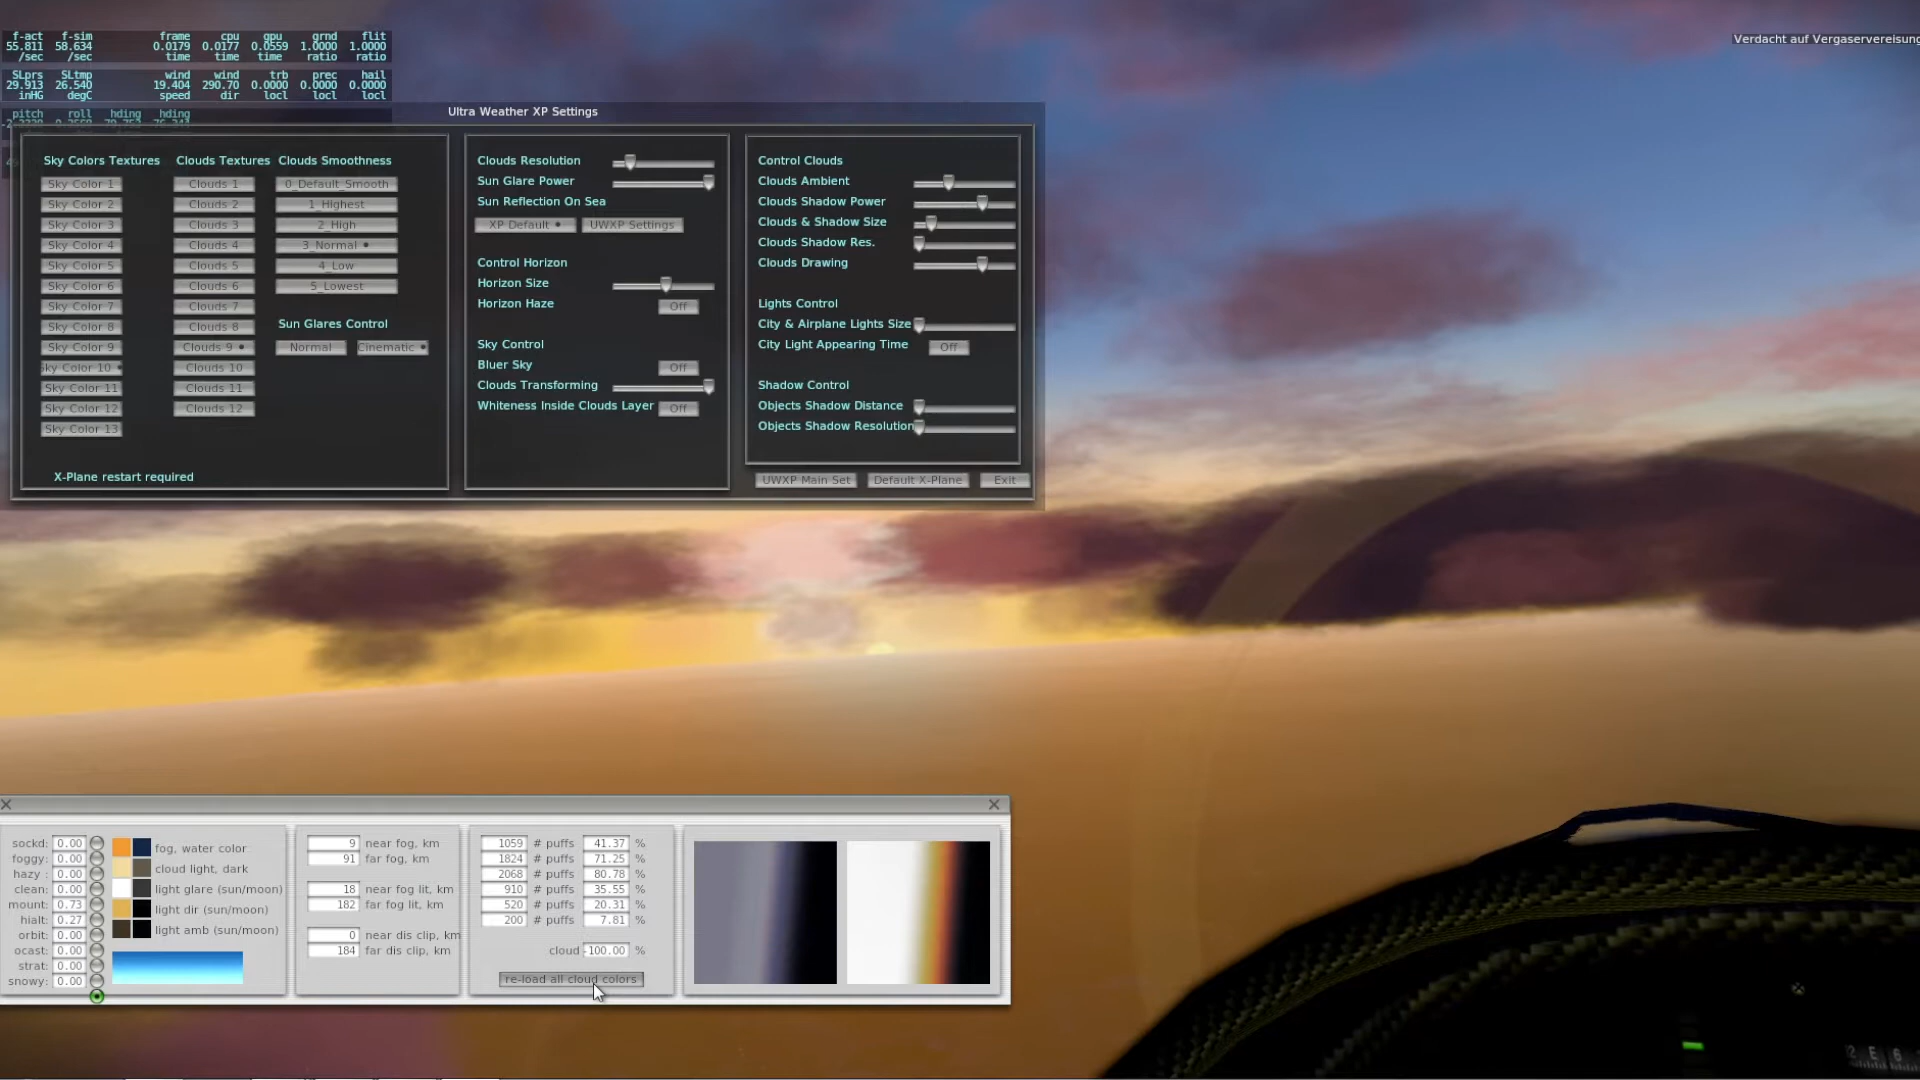 f-act f-sim frame cpu gpu grnd flit
55.811 58.634 0.0179 0.0177 0.0559 1.0000 1.0000
/sec /sec time time time ratio ratio
SLprs SLtmp wind wind trb prec hail
29.913 26.540 19.404 290.70 0.0000 0.0000 0.0000
inHG degC speed dir locl locl locl
pitch roll hding hding
Verdacht auf Vergaservereisung
Ultra Weather XP Settings
Sky Colors Textures Clouds Textures Clouds Smoothness
Sky Color 1 Clouds 1 0_Default_Smooth
Sky Color 2 Clouds 2 1_Highest
Sky Color 3 Clouds 3 2_High
Sky Color 4 Clouds 4 3_Normal •
Sky Color 5 Clouds 5 4_Low
Sky Color 6 Clouds 6 5_Lowest
Sky Color 7 Clouds 7
Sky Color 8 Clouds 8 Sun Glares Control
Sky Color 9 Clouds 9 • Normal Cinematic •
ky Color 10 • Clouds 10
Sky Color 11 Clouds 11
Sky Color 12 Clouds 12
Sky Color 13
X-Plane restart required
Clouds Resolution
Sun Glare Power
Sun Reflection On Sea
XP Default • UWXP Settings
Control Horizon
Horizon Size
Horizon Haze Off
Sky Control
Bluer Sky Off
Clouds Transforming
Whiteness Inside Clouds Layer Off
Control Clouds
Clouds Ambient
Clouds Shadow Power
Clouds & Shadow Size
Clouds Shadow Res.
Clouds Drawing
Lights Control
City & Airplane Lights Size
City Light Appearing Time Off
Shadow Control
Objects Shadow Distance
Objects Shadow Resolution
UWXP Main Set Default X-Plane Exit
sockd: 0.00
foggy: 0.00
hazy : 0.00
clean: 0.00
mount: 0.73
hialt: 0.27
orbit: 0.00
ocast: 0.00
strat: 0.00
snowy: 0.00
fog, water color:
cloud light, dark
light glare (sun/moon)
light dir (sun/moon)
light amb (sun/moon)
9 near fog, km
91 far fog, km
18 near fog lit, km
182 far fog lit, km
0 near dis clip, km
184 far dis clip, km
1059 # puffs 41.37 %
1824 # puffs 71.25 %
2068 # puffs 80.78 %
910 # puffs 35.55 %
520 # puffs 20.31 %
200 # puffs 7.81 %
cloud -100.00 %
re-load all cloud colors